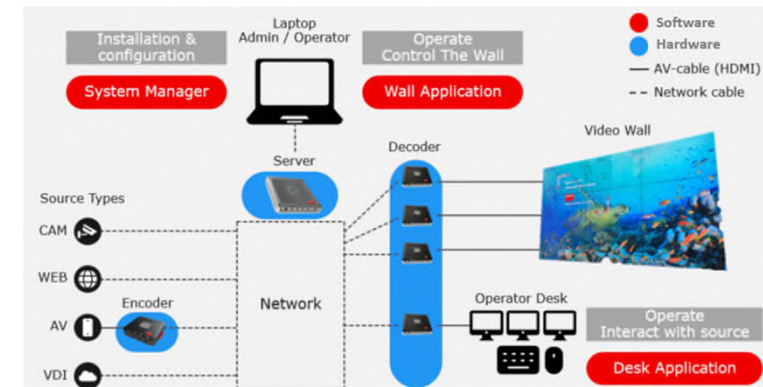 Installation &
configuration
System Manager
Laptop
Admin / Operator
Operate
Control The Wall
Wall Application
Software
Hardware
AV-cable (HDMI)
Network cable
Server
Decoder
Video Wall
Source Types
CAM
WEB
Encoder
AV
VDI
Network
Operator Desk
Operate
Interact with source
Desk Application